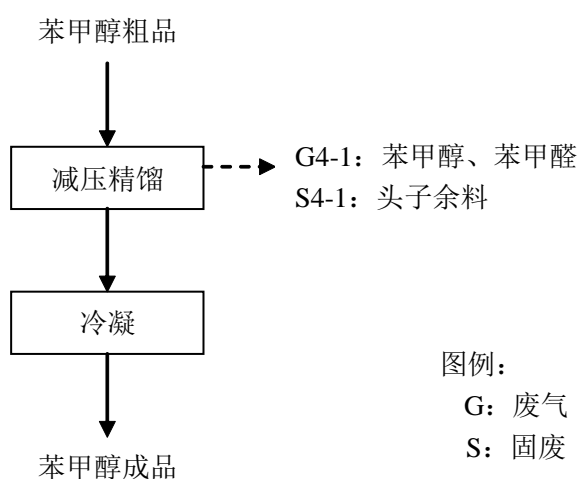 苯甲醇粗品
减压精馏
G4-1：苯甲醇、苯甲醛
S4-1：头子余料
冷凝
图例：
G：废气
S：固废
苯甲醇成品